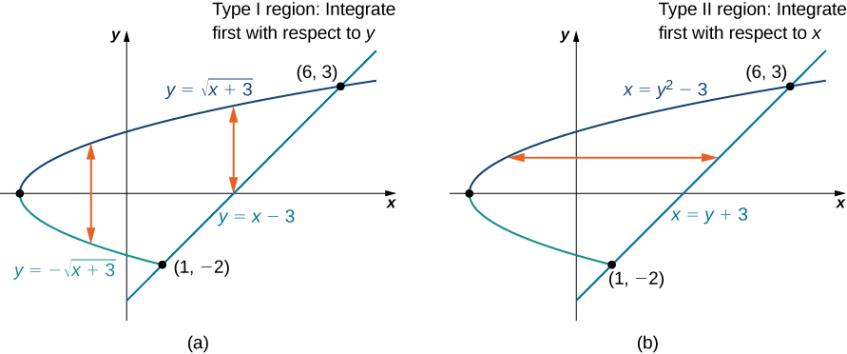 Type I region: Integrate
first with respect to y
y
(6, 3)
y = √x + 3
x
y = x − 3
y = −√x + 3
(1, −2)
(a)
Type II region: Integrate
first with respect to x
y
(6, 3)
x = y² − 3
x
x = y + 3
(1, −2)
(b)